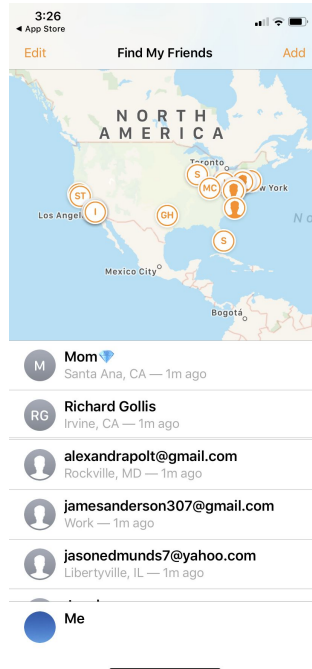 3:26
◀ App Store
Edit
Find My Friends
Add
NORTH
AMERICA
Toronto
S
MC
New York
ST
Los Angel
I
GH
S
Mexico City
Bogotá
M
Mom💎
Santa Ana, CA — 1m ago
RG
Richard Gollis
Irvine, CA — 1m ago
alexandrapolt@gmail.com
Rockville, MD — 1m ago
jamesanderson307@gmail.com
Work — 1m ago
jasonedmunds7@yahoo.com
Libertyville, IL — 1m ago
Me